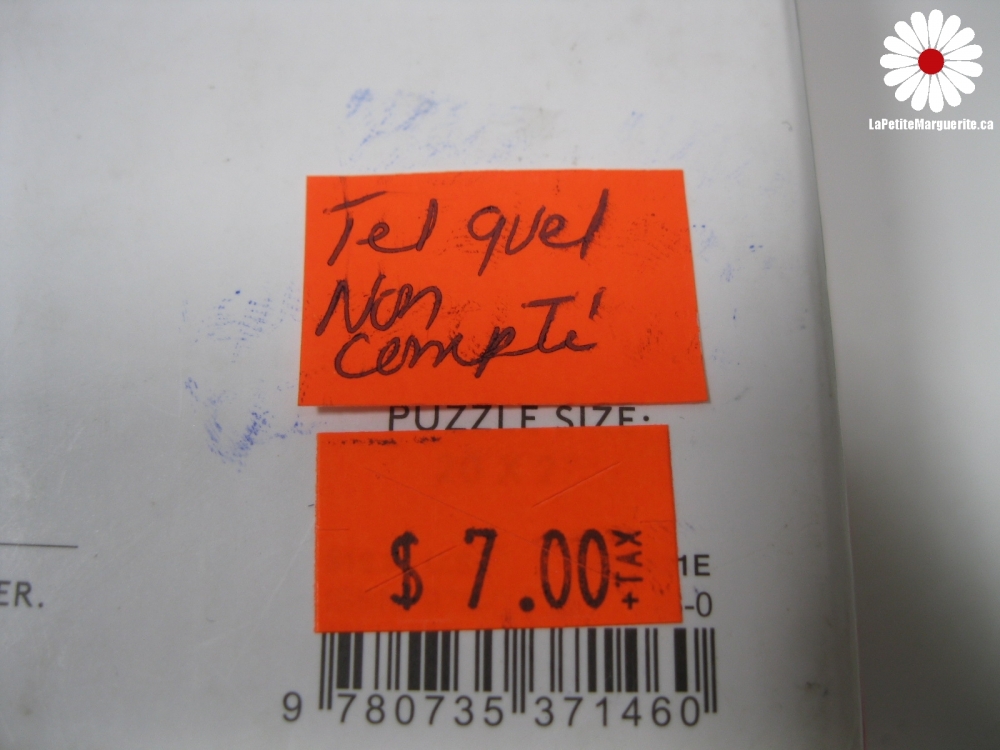 LaPetiteMarguerite.ca
Tel quel
Non
compté
PUZZLE SIZE:
$ 7.00 +TAX
1E
ER.
-0
9 780735 371460